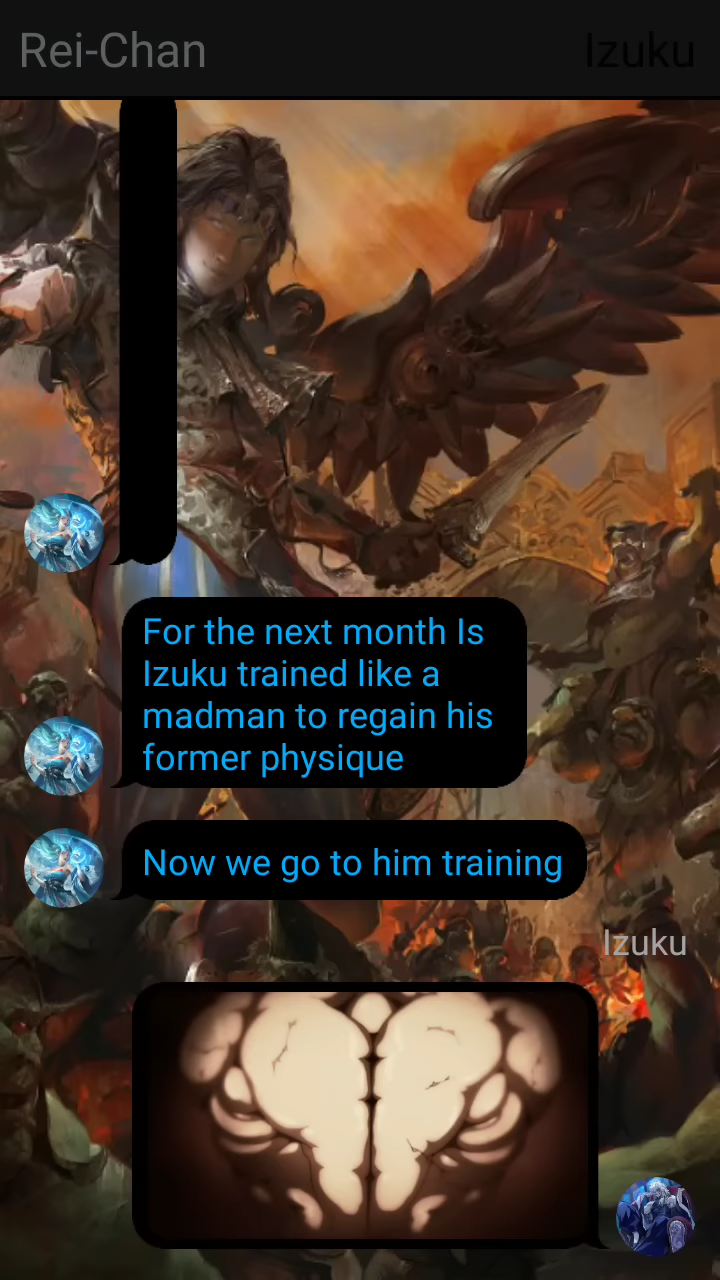 Rei-Chan
Izuku
For the next month Is
Izuku trained like a
madman to regain his
former physique
Now we go to him training
Izuku